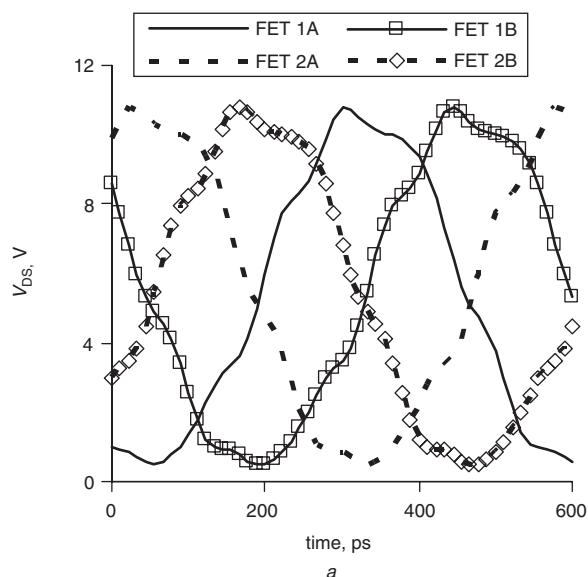 FET 1A FET 1B
FET 2A FET 2B
12
8
4
0
V_DS, V
0 200 400 600
time, ps
a